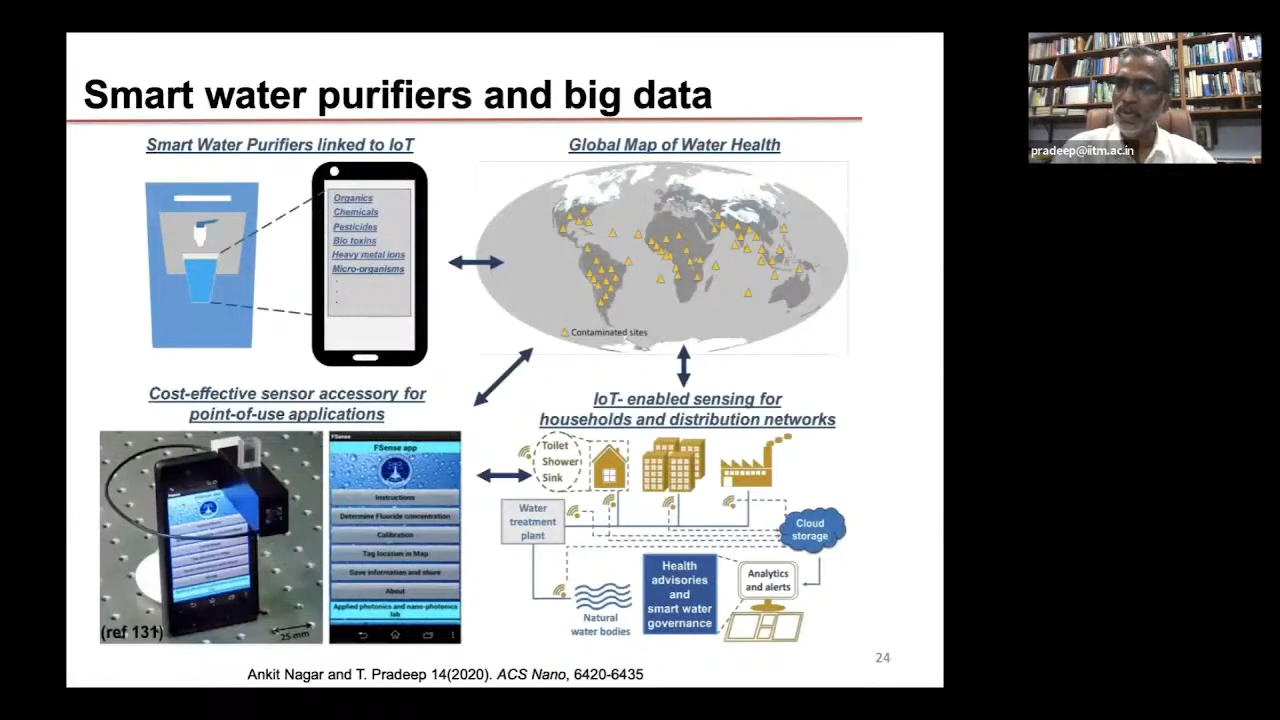 Smart water purifiers and big data
Smart Water Purifiers linked to IoT
Organics
Chemicals
Pesticides
Bio toxins
Heavy metal ions
Micro-organisms
Global Map of Water Health
Contaminated sites
Cost-effective sensor accessory for
point-of-use applications
(ref 131)
25 mm
FSense
FSense app
Instructions
Determine Fluoride concentration
Calibration
Tag location in Map
Save information and share
About
Applied photonics and nano-photonics
lab
IoT- enabled sensing for
households and distribution networks
Toilet
Shower
Sink
Water
treatment
plant
Cloud
storage
Health
advisories
and
smart water
governance
Analytics
and alerts
Natural
water bodies
24
Ankit Nagar and T. Pradeep 14(2020). ACS Nano, 6420-6435
pradeep@iitm.ac.in